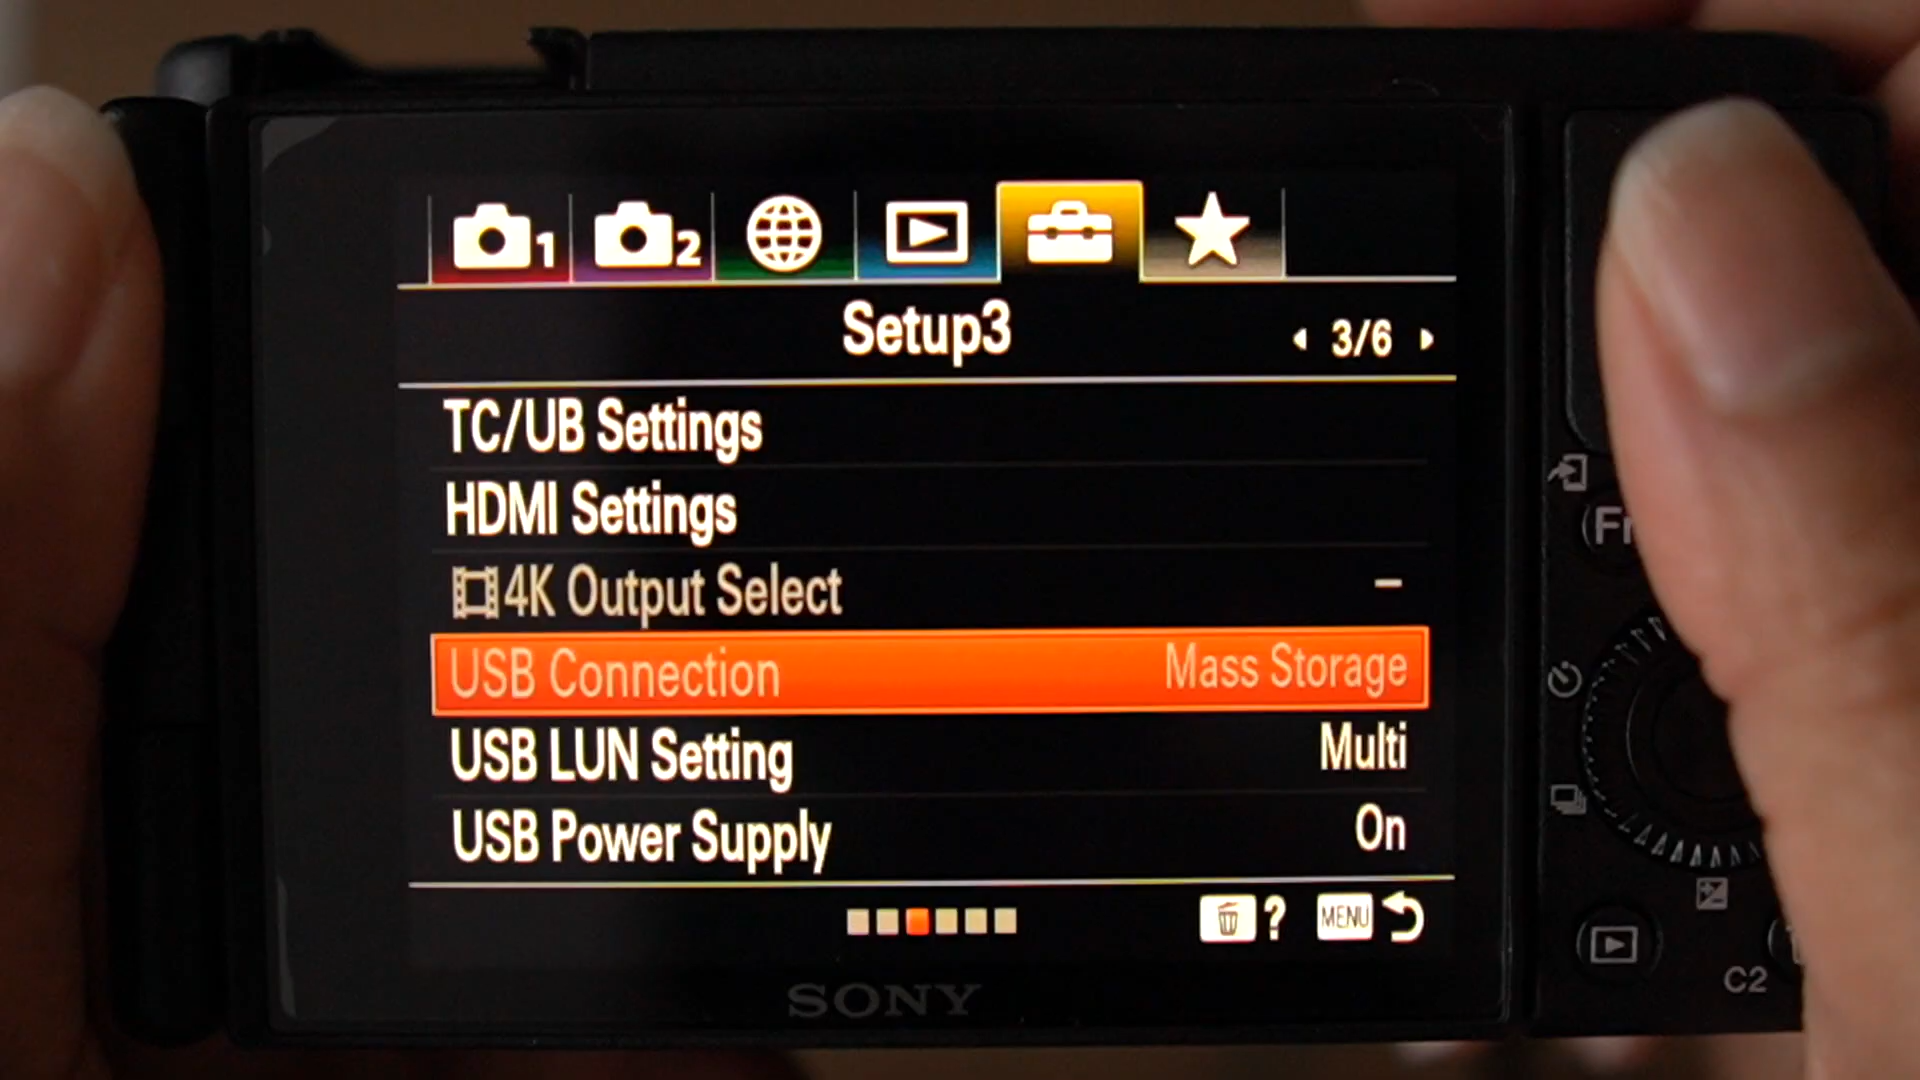 1
2
Setup3
3/6
TC/UB Settings
HDMI Settings
4K Output Select –
USB Connection Mass Storage
USB LUN Setting Multi
USB Power Supply On
? MENU
SONY
C2